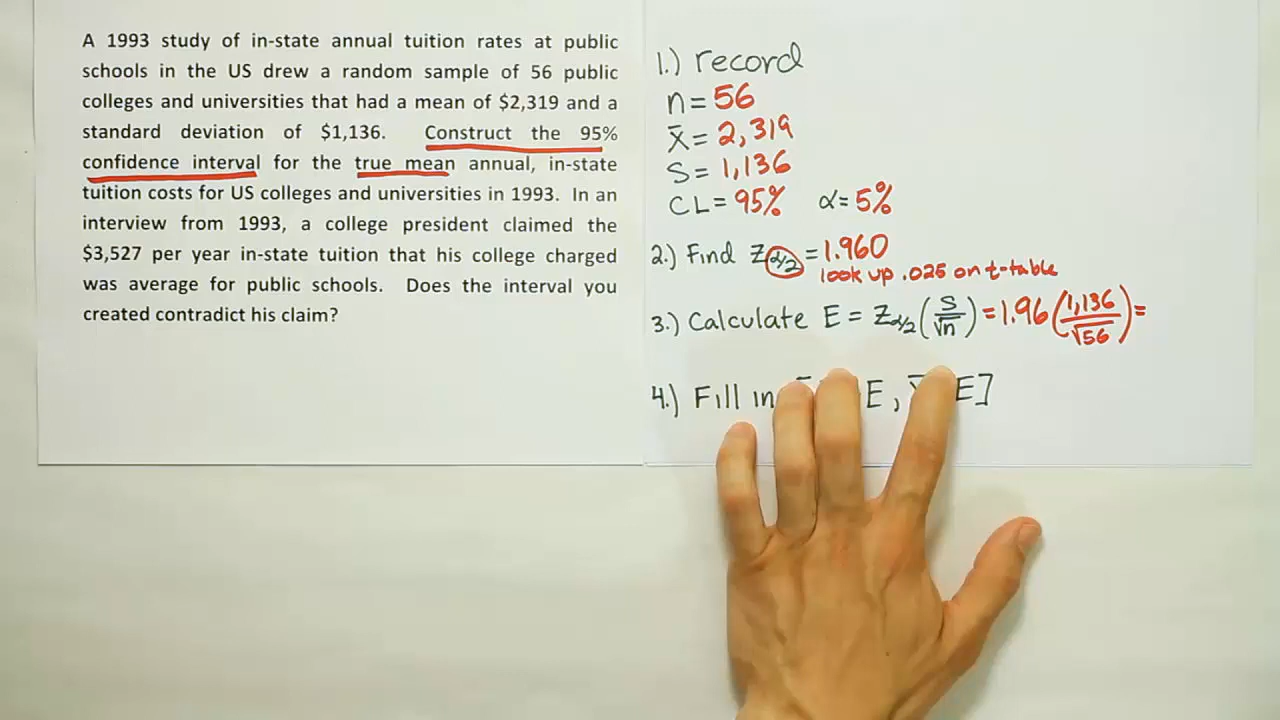 A 1993 study of in-state annual tuition rates at public
schools in the US drew a random sample of 56 public
colleges and universities that had a mean of $2,319 and a
standard deviation of $1,136. Construct the 95%
confidence interval for the true mean annual, in-state
tuition costs for US colleges and universities in 1993. In an
interview from 1993, a college president claimed the
$3,527 per year in-state tuition that his college charged
was average for public schools. Does the interval you
created contradict his claim?
1.) record
n = 56
x̄ = 2,319
S = 1,136
CL = 95% α = 5%
2.) Find Zα/2 = 1.960
look up .025 on t-table
3.) Calculate E = Zα/2 (S/√n) = 1.96 (1,136/√56) =
4.) Fill in E , E]